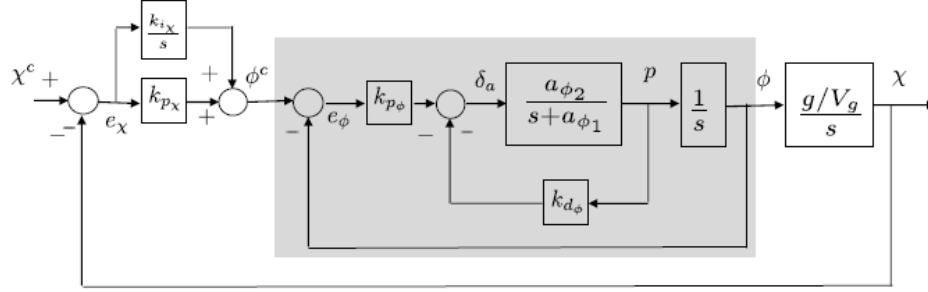 k_{i_χ} / s
χ^c + − − e_χ k_{p_χ} + + ϕ^c − e_ϕ k_{p_ϕ} − − δ_a a_{ϕ_2} / (s+a_{ϕ_1}) p 1 / s ϕ g/V_g / s χ
k_{d_ϕ}